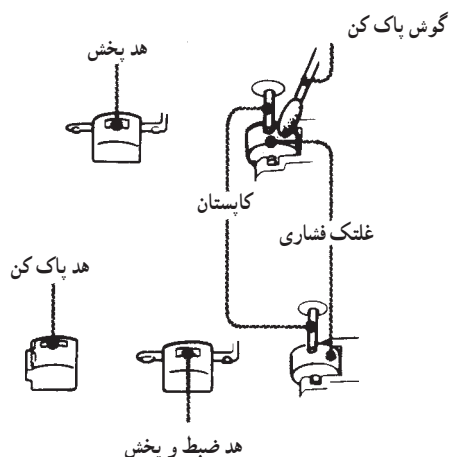 گوش پاک کن
هد پخش
کاپستان
غلتک فشاری
هد پاک کن
هد ضبط و پخش